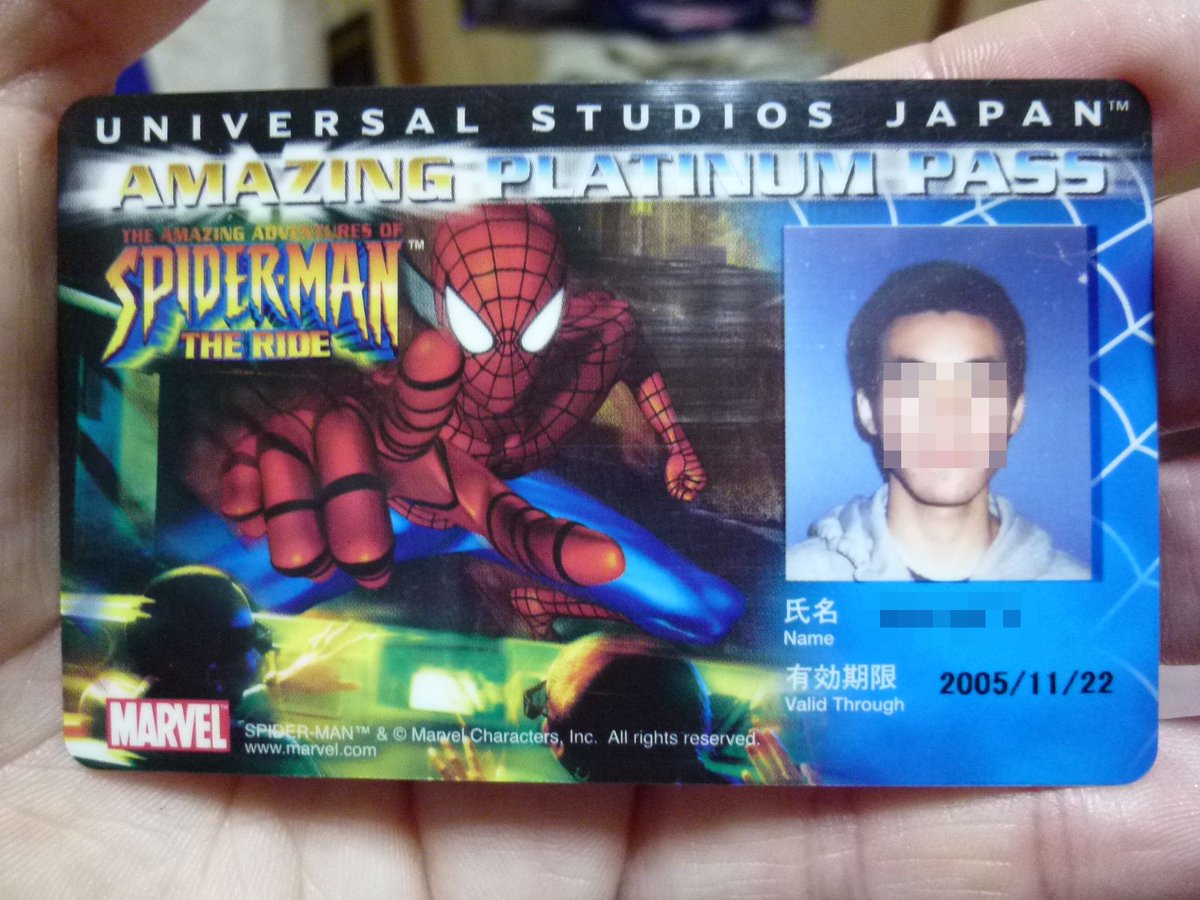 UNIVERSAL STUDIOS JAPAN™
AMAZING PLATINUM PASS
THE AMAZING ADVENTURES OF
SPIDER-MAN™
THE RIDE
氏名
Name
有効期限
Valid Through
2005/11/22
MARVEL
SPIDER-MAN™ & © Marvel Characters, Inc. All rights reserved.
www.marvel.com